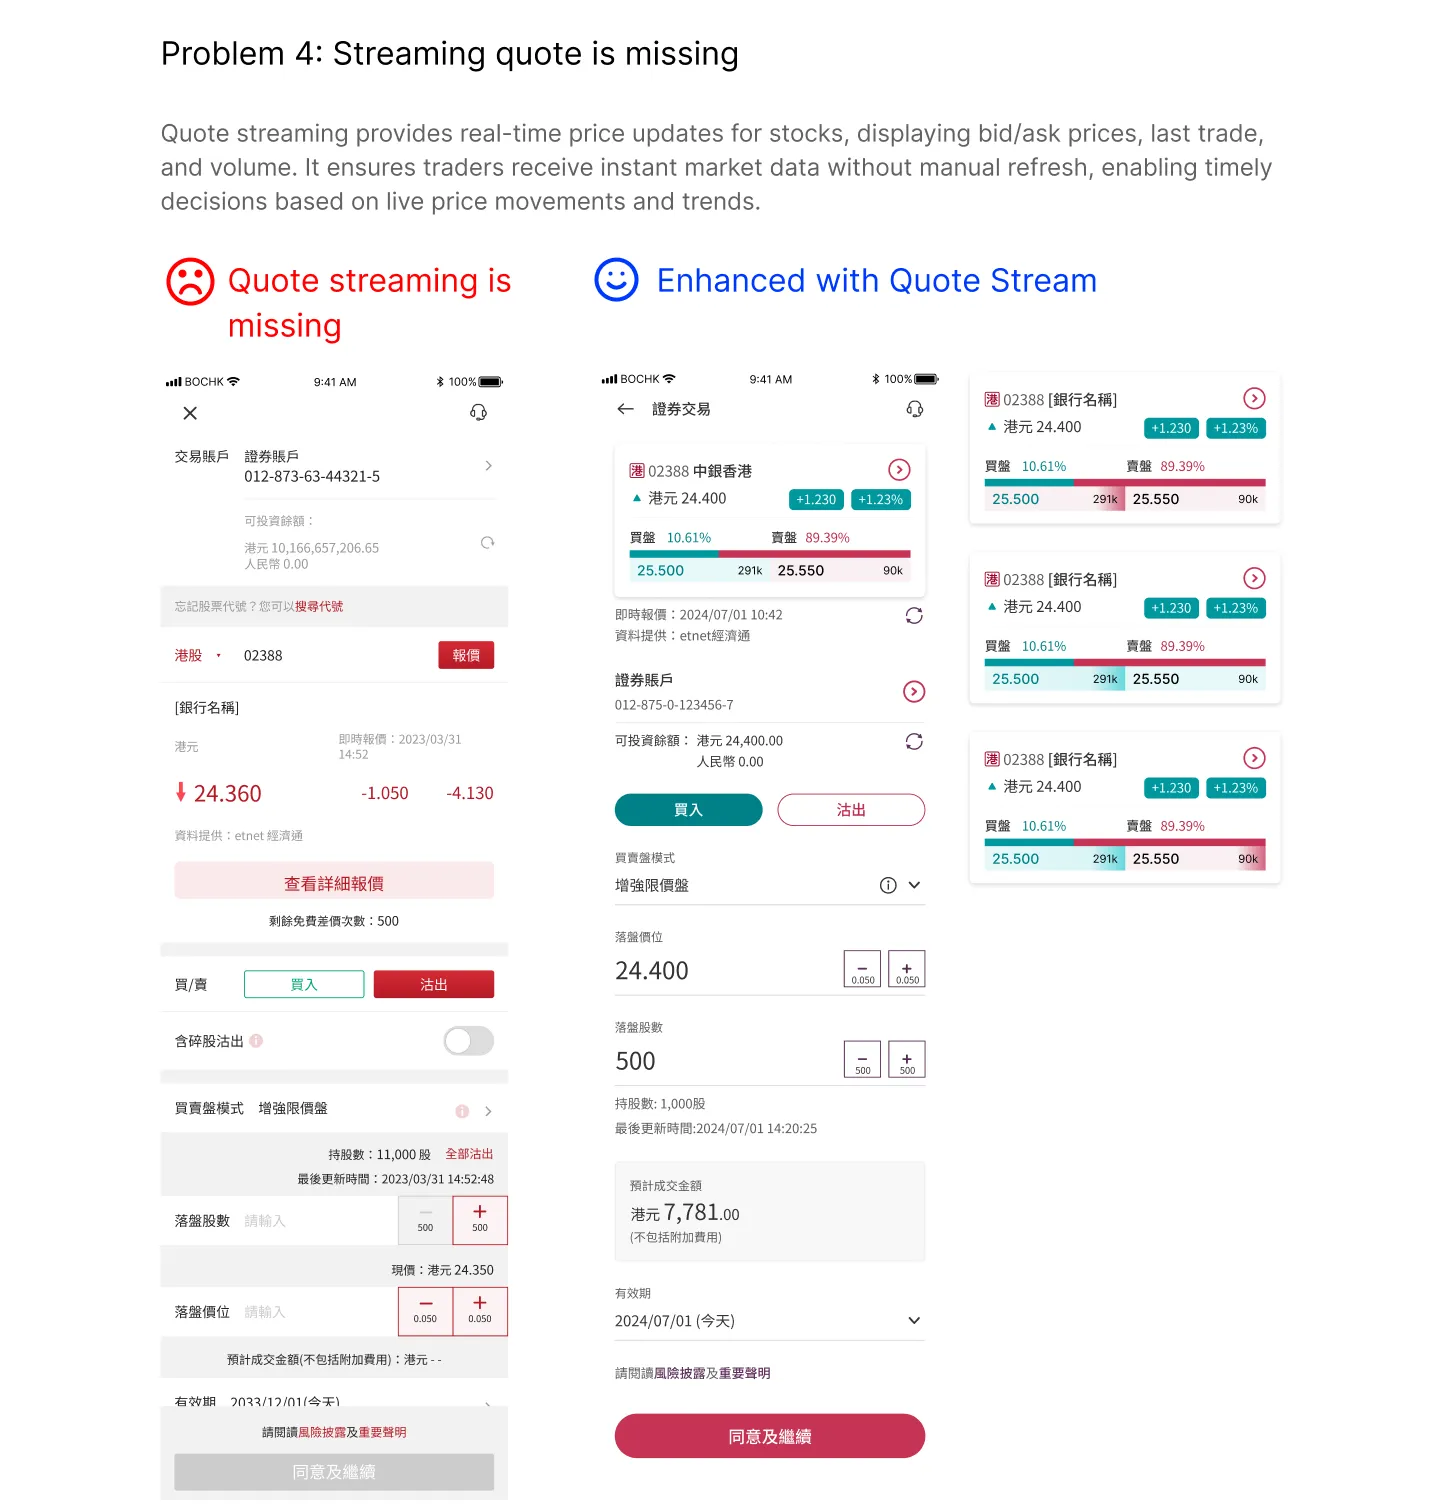 Problem 4: Streaming quote is missing
Quote streaming provides real-time price updates for stocks, displaying bid/ask prices, last trade,
and volume. It ensures traders receive instant market data without manual refresh, enabling timely
decisions based on live price movements and trends.
Quote streaming is
missing
Enhanced with Quote Stream
BOCHK 9:41 AM 100%
交易賬戶 證券賬戶
012-873-63-44321-5
可投資餘額：
港元 10,166,657,206.65
人民幣 0.00
忘記股票代號？您可以搜尋代號
港股 02388 報價
[銀行名稱]
港元 即時報價：2023/03/31
14:52
24.360 -1.050 -4.130
資料提供：etnet 經濟通
查看詳細報價
剩餘免費差價次數：500
買/賣 買入 沽出
含碎股沽出
買賣盤模式 增強限價盤
持股數：11,000 股 全部沽出
最後更新時間：2023/03/31 14:52:48
落盤股數 請輸入 − +
500 500
現價：港元 24.350
落盤價位 請輸入 − +
0.050 0.050
預計成交金額(不包括附加費用)：港元 - -
有效期 2033/12/01(今天)
請閱讀風險披露及重要聲明
同意及繼續
BOCHK 9:41 AM 100%
證券交易
港 02388 中銀香港
港元 24.400 +1.230 +1.23%
買盤 10.61% 賣盤 89.39%
25.500 291k 25.550 90k
即時報價：2024/07/01 10:42
資料提供：etnet經濟通
證券賬戶
012-875-0-123456-7
可投資餘額： 港元 24,400.00
人民幣 0.00
買入 沽出
買賣盤模式
增強限價盤
落盤價位
24.400 − +
0.050 0.050
落盤股數
500 − +
500 500
持股數: 1,000股
最後更新時間:2024/07/01 14:20:25
預計成交金額
港元 7,781.00
(不包括附加費用)
有效期
2024/07/01 (今天)
請閱讀風險披露及重要聲明
同意及繼續
港 02388 [銀行名稱]
港元 24.400 +1.230 +1.23%
買盤 10.61% 賣盤 89.39%
25.500 291k 25.550 90k
港 02388 [銀行名稱]
港元 24.400 +1.230 +1.23%
買盤 10.61% 賣盤 89.39%
25.500 291k 25.550 90k
港 02388 [銀行名稱]
港元 24.400 +1.230 +1.23%
買盤 10.61% 賣盤 89.39%
25.500 291k 25.550 90k